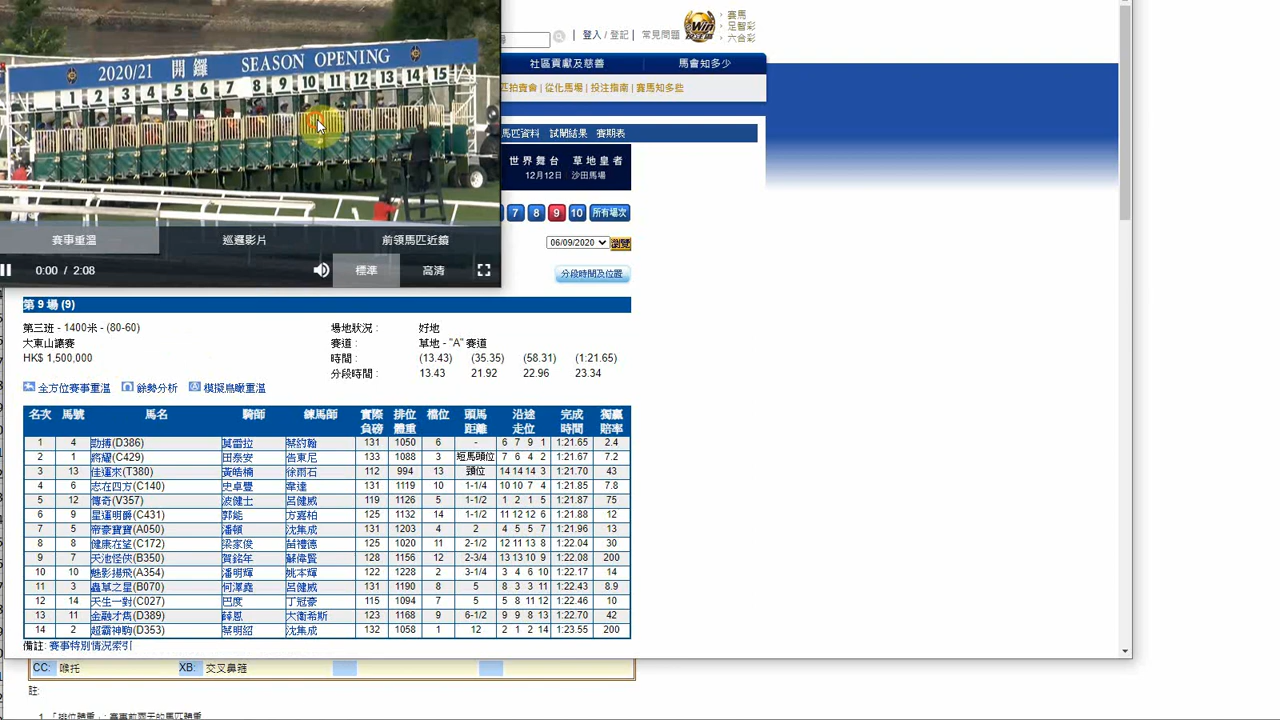 2020/21 開鑼 SEASON OPENING
1 2 3 4 5 6 7 8 9 10 11 12 13 14 15
登入 / 登記 | 常見問題
賽馬
足智彩
六合彩
社區貢獻及慈善 馬會知多少
匹拍賣會 | 從化馬場 | 投注指南 | 賽馬知多些
馬匹資料 試閘結果 賽期表
世界舞台 草地皇者
12月12日 沙田馬場
7 8 9 10 所有場次
賽事重溫 巡邏影片 前領馬匹近鏡
06/09/2020 瀏覽
0:00 / 2:08 標準 高清
分段時間及位置
第 9 場 (9)
第三班 - 1400米 - (80-60) 場地狀況 : 好地
大東山讓賽 賽道 : 草地 - "A" 賽道
HK$ 1,500,000 時間 : (13.43) (35.35) (58.31) (1:21.65)
分段時間 : 13.43 21.92 22.96 23.34
全方位賽事重溫 餘勢分析 模擬鳥瞰重溫
名次 馬號 馬名 騎師 練馬師 實際負磅 排位體重 檔位 頭馬距離 沿途走位 完成時間 獨贏賠率
1 4 勁搏(D386) 莫雷拉 蔡約翰 131 1050 6 - 6 7 9 1 1:21.65 2.4
2 1 將耀(C429) 田泰安 告東尼 133 1088 3 短馬頭位 7 6 4 2 1:21.67 7.2
3 13 佳運來(T380) 黃皓楠 徐雨石 112 994 13 頸位 14 14 14 3 1:21.70 43
4 6 志在四方(C140) 史卓豐 韋達 131 1119 10 1-1/4 10 10 7 4 1:21.85 7.8
5 12 傳奇(V357) 波健士 呂健威 119 1126 5 1-1/2 1 2 1 5 1:21.87 75
6 9 星運明爵(C431) 郭能 方嘉柏 125 1132 14 1-1/2 11 12 12 6 1:21.88 12
7 5 帝豪寶寶(A050) 潘頓 沈集成 131 1203 4 2 4 5 5 7 1:21.96 13
8 8 健康在望(C172) 梁家俊 苗禮德 125 1020 11 2-1/2 12 11 13 8 1:22.04 30
9 7 天池怪俠(B350) 賀銘年 蘇偉賢 128 1156 12 2-3/4 13 13 10 9 1:22.08 200
10 10 魅影揚飛(A354) 潘明輝 姚本輝 122 1228 2 3-1/4 3 4 6 10 1:22.17 14
11 3 蟲草之星(B070) 何澤堯 呂健威 131 1190 8 5 8 3 3 11 1:22.43 8.9
12 14 天生一對(C027) 巴度 丁冠豪 115 1094 7 5 5 8 11 12 1:22.46 10
13 11 金融才雋(D389) 薛恩 大衛希斯 123 1168 9 6-1/2 9 9 8 13 1:22.70 42
14 2 超霸神駒(D353) 蔡明紹 沈集成 132 1058 1 12 2 1 2 14 1:23.55 200
備註: 賽事特別情況索引
CC: 喉托 XB: 交叉鼻箍
註:
1. 「排位體重」: 賽事前兩天的馬匹體重